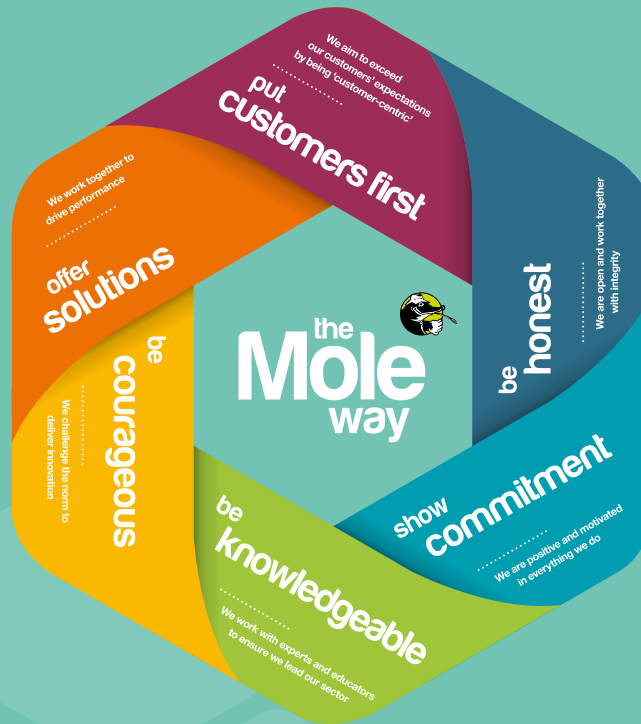 the
Mole
way
put
customers first
We aim to exceed
our customers' expectations
by being 'customer-centric'
be
honest
We are open and work together
with integrity
show
commitment
We are positive and motivated
in everything we do
be
knowledgeable
We work with experts and educators
to ensure we lead our sector
be
courageous
We challenge the norm to
deliver innovation
offer
solutions
We work together to
drive performance